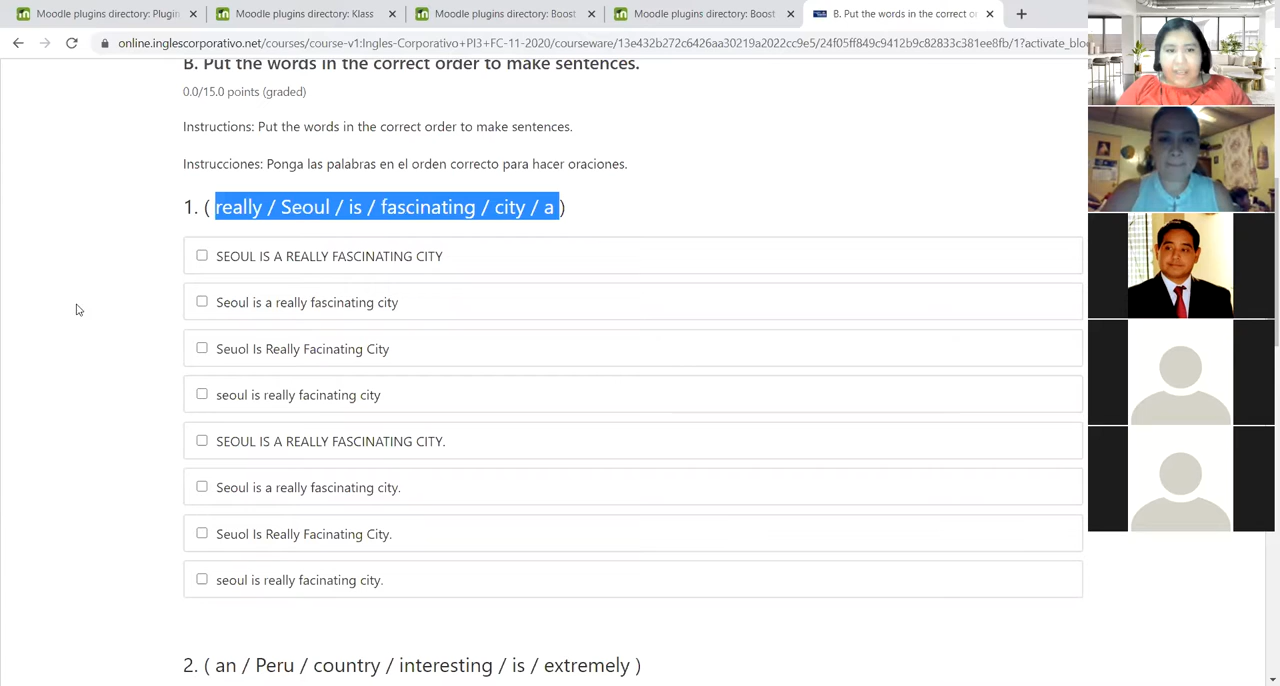 Moodle plugins directory: Plugin
Moodle plugins directory: Klass
Moodle plugins directory: Boost
Moodle plugins directory: Boost
B. Put the words in the correct or
online.inglescorporativo.net/courses/course-v1:Ingles-Corporativo+PI3+FC-11-2020/courseware/13e432b272c6426aa30219a2022cc9e5/24f05ff849c9412b9c82833c381ee8fb/1?activate_blo
B. Put the words in the correct order to make sentences.
0.0/15.0 points (graded)
Instructions: Put the words in the correct order to make sentences.
Instrucciones: Ponga las palabras en el orden correcto para hacer oraciones.
1. ( really / Seoul / is / fascinating / city / a )
SEOUL IS A REALLY FASCINATING CITY
Seoul is a really fascinating city
Seuol Is Really Facinating City
seoul is really facinating city
SEOUL IS A REALLY FASCINATING CITY.
Seoul is a really fascinating city.
Seuol Is Really Facinating City.
seoul is really facinating city.
2. ( an / Peru / country / interesting / is / extremely )